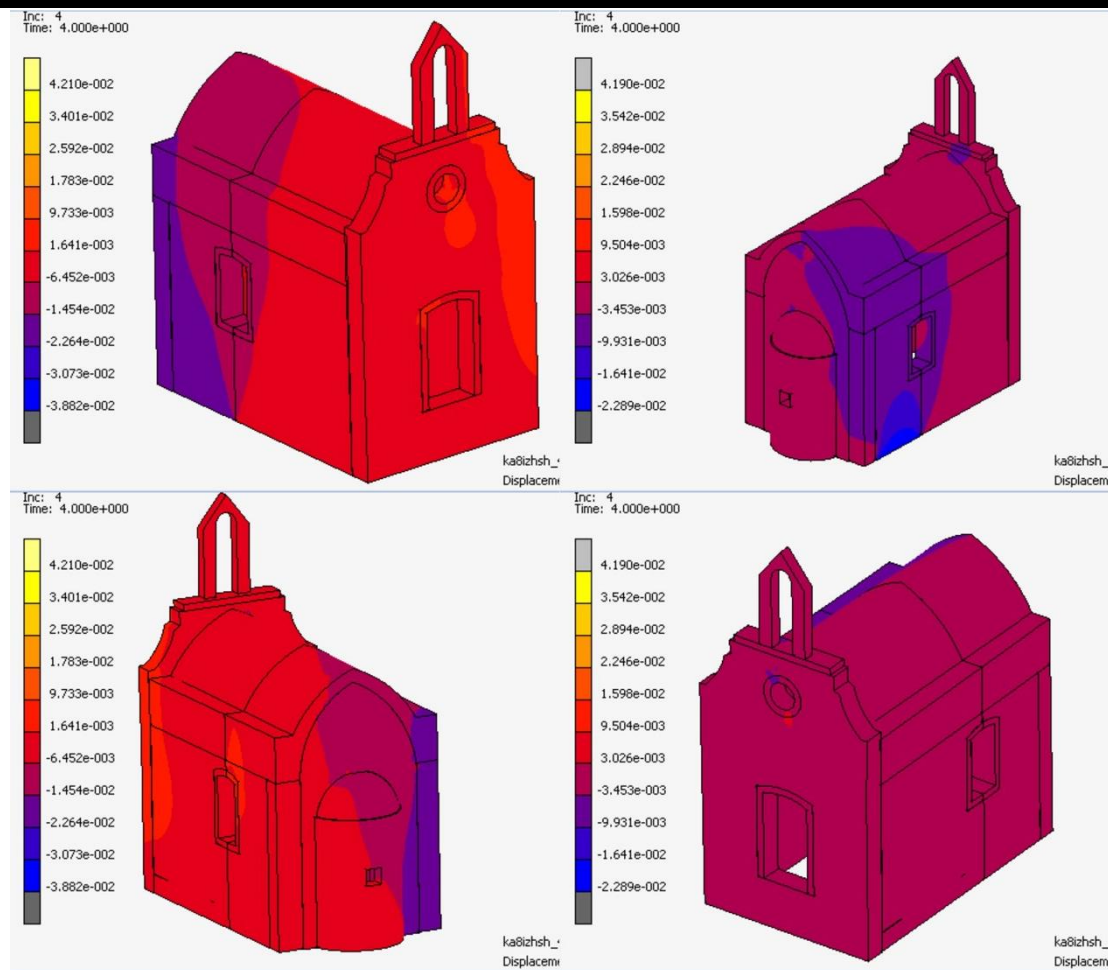 Inc: 4
Time: 4.000e+000
4.210e-002
3.401e-002
2.592e-002
1.783e-002
9.733e-003
1.641e-003
-6.452e-003
-1.454e-002
-2.264e-002
-3.073e-002
-3.882e-002
ka8izhsh_
Displaceme
Inc: 4
Time: 4.000e+000
4.190e-002
3.542e-002
2.894e-002
2.246e-002
1.598e-002
9.504e-003
3.026e-003
-3.453e-003
-9.931e-003
-1.641e-002
-2.289e-002
ka8izhsh_
Displaceme
Inc: 4
Time: 4.000e+000
4.210e-002
3.401e-002
2.592e-002
1.783e-002
9.733e-003
1.641e-003
-6.452e-003
-1.454e-002
-2.264e-002
-3.073e-002
-3.882e-002
ka8izhsh_
Displaceme
Inc: 4
Time: 4.000e+000
4.190e-002
3.542e-002
2.894e-002
2.246e-002
1.598e-002
9.504e-003
3.026e-003
-3.453e-003
-9.931e-003
-1.641e-002
-2.289e-002
ka8izhsh_
Displaceme